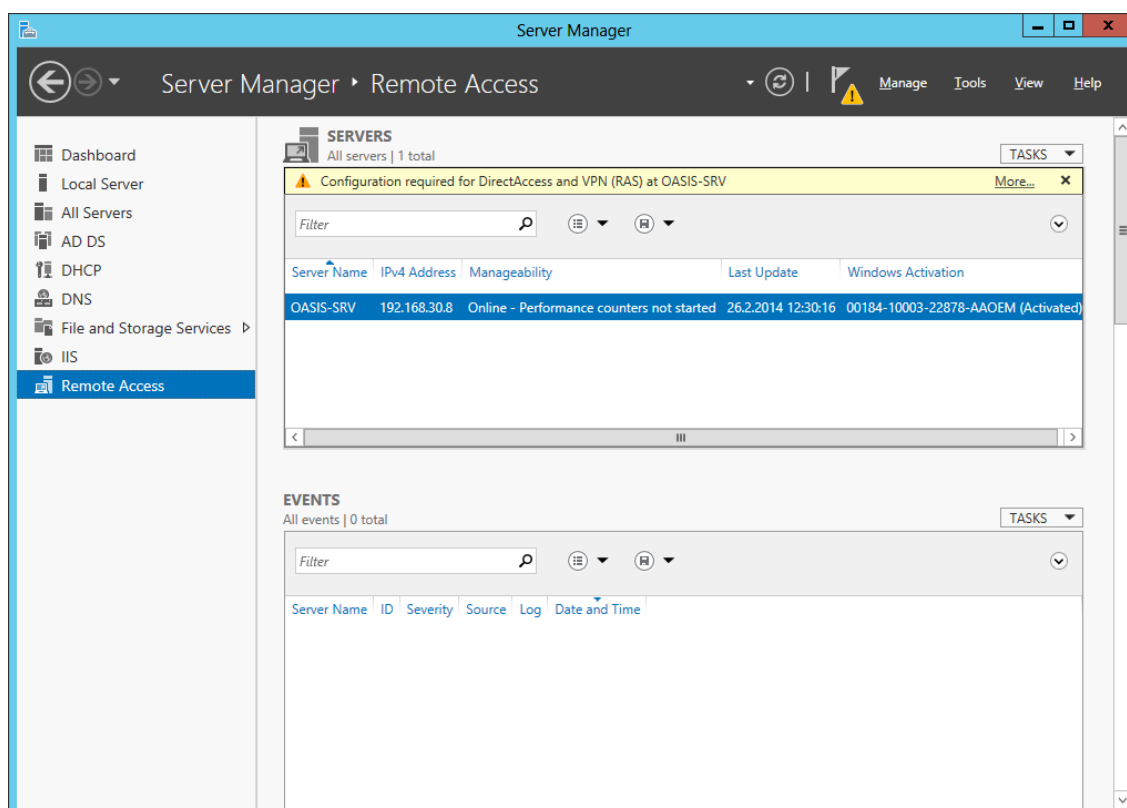 Server Manager
Server Manager ‣ Remote Access
Manage Tools View Help
Dashboard
Local Server
All Servers
AD DS
DHCP
DNS
File and Storage Services
IIS
Remote Access
SERVERS
All servers | 1 total
TASKS
Configuration required for DirectAccess and VPN (RAS) at OASIS-SRV More...
Filter
Server Name IPv4 Address Manageability Last Update Windows Activation
OASIS-SRV 192.168.30.8 Online - Performance counters not started 26.2.2014 12:30:16 00184-10003-22878-AAOEM (Activated)
EVENTS
All events | 0 total
TASKS
Filter
Server Name ID Severity Source Log Date and Time